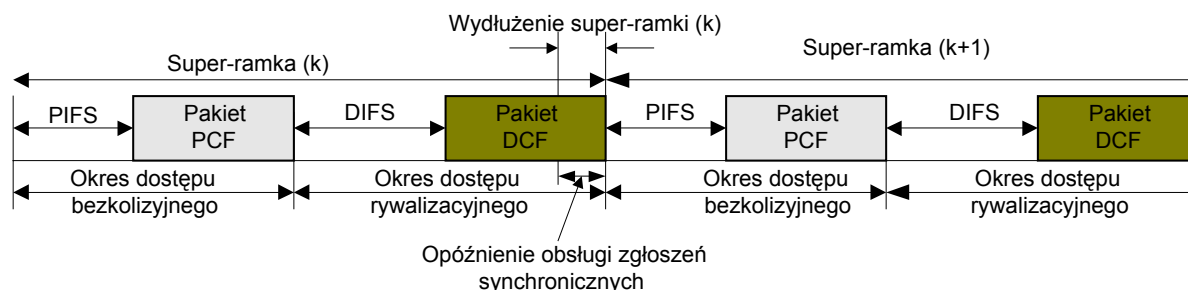 Wydłużenie super-ramki (k)
Super-ramka (k)
Super-ramka (k+1)
PIFS
Pakiet
PCF
DIFS
Pakiet
DCF
PIFS
Pakiet
PCF
DIFS
Pakiet
DCF
Okres dostępu
bezkolizyjnego
Okres dostępu
rywalizacyjnego
Okres dostępu
bezkolizyjnego
Okres dostępu
rywalizacyjnego
Opóźnienie obsługi zgłoszeń
synchronicznych